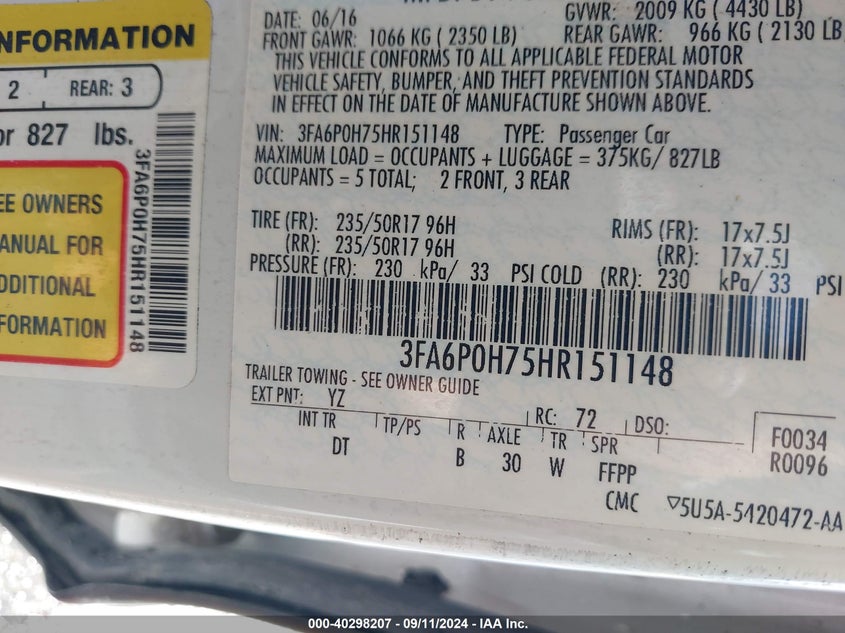 NFORMATION
2 REAR: 3
or 827 lbs.
3FA6P0H75HR151148
EE OWNERS
ANUAL FOR
DDITIONAL
FORMATION
DATE: 06/16
GVWR: 2009 KG ( 4430 LB)
FRONT GAWR: 1066 KG ( 2350 LB)
REAR GAWR: 966 KG ( 2130 LB
THIS VEHICLE CONFORMS TO ALL APPLICABLE FEDERAL MOTOR
VEHICLE SAFETY, BUMPER, AND THEFT PREVENTION STANDARDS
IN EFFECT ON THE DATE OF MANUFACTURE SHOWN ABOVE.
VIN: 3FA6P0H75HR151148 TYPE: Passenger Car
MAXIMUM LOAD = OCCUPANTS + LUGGAGE = 375KG/ 827LB
OCCUPANTS = 5 TOTAL; 2 FRONT, 3 REAR
TIRE (FR): 235/50R17 96H RIMS (FR): 17x7.5J
(RR): 235/50R17 96H (RR): 17x7.5J
PRESSURE (FR): 230 kPa/ 33 PSI COLD (RR): 230 kPa/ 33 PSI
3FA6P0H75HR151148
TRAILER TOWING - SEE OWNER GUIDE
EXT PNT: YZ RC: 72 DSO:
INT TR TP/PS R AXLE TR SPR F0034
DT B 30 W FFPP R0096
CMC ▽5U5A-5420472-AA
000-40298207 - 09/11/2024 - IAA Inc.